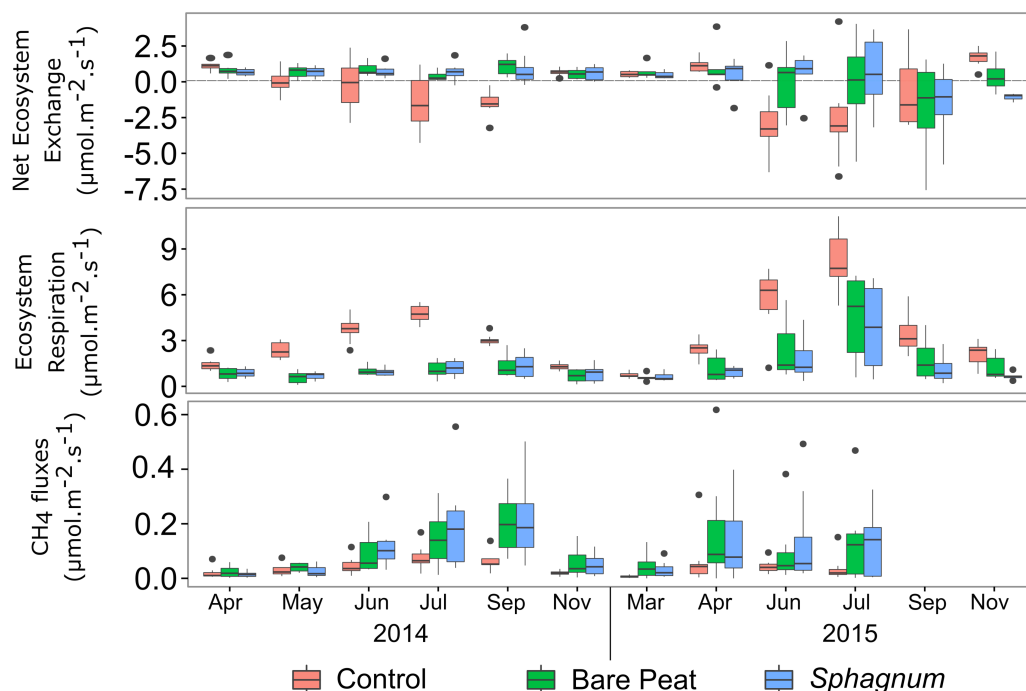 Net Ecosystem
Exchange
(µmol.m⁻².s⁻¹)
2.5
0.0
-2.5
-5.0
-7.5
Ecosystem
Respiration
(µmol.m⁻².s⁻¹)
9
6
3
0
CH4 fluxes
(µmol.m⁻².s⁻¹)
0.6
0.4
0.2
0.0
Apr May Jun Jul Sep Nov Mar Apr Jun Jul Sep Nov
2014 2015
Control Bare Peat Sphagnum